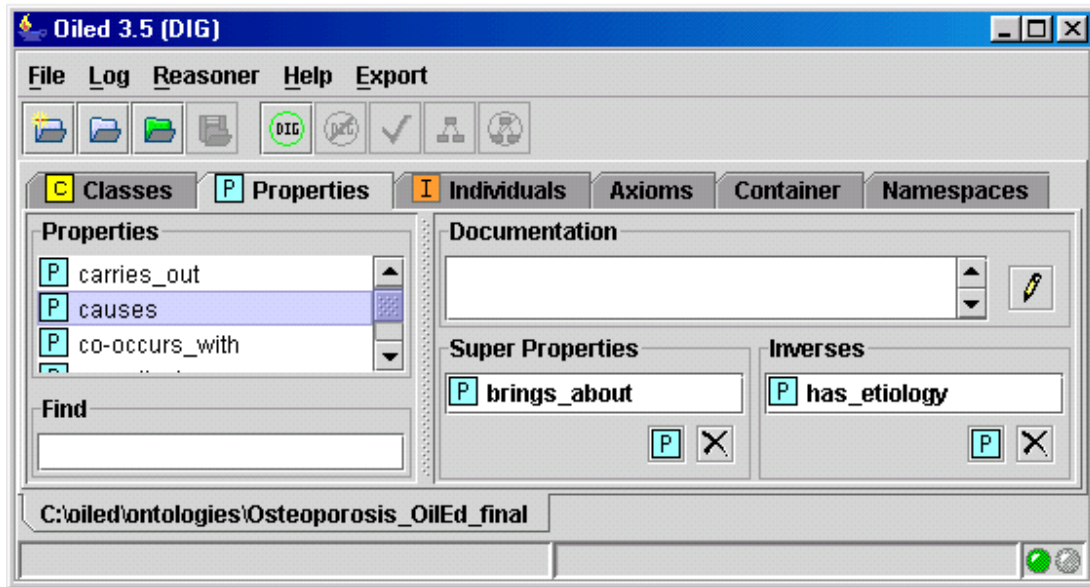 Oiled 3.5 (DIG)
File Log Reasoner Help Export
DIG DIG
C Classes P Properties I Individuals Axioms Container Namespaces
Properties
P carries_out
P causes
P co-occurs_with
Find
Documentation
Super Properties
P brings_about
P
Inverses
P has_etiology
P
C:\oiled\ontologies\Osteoporosis_OilEd_final